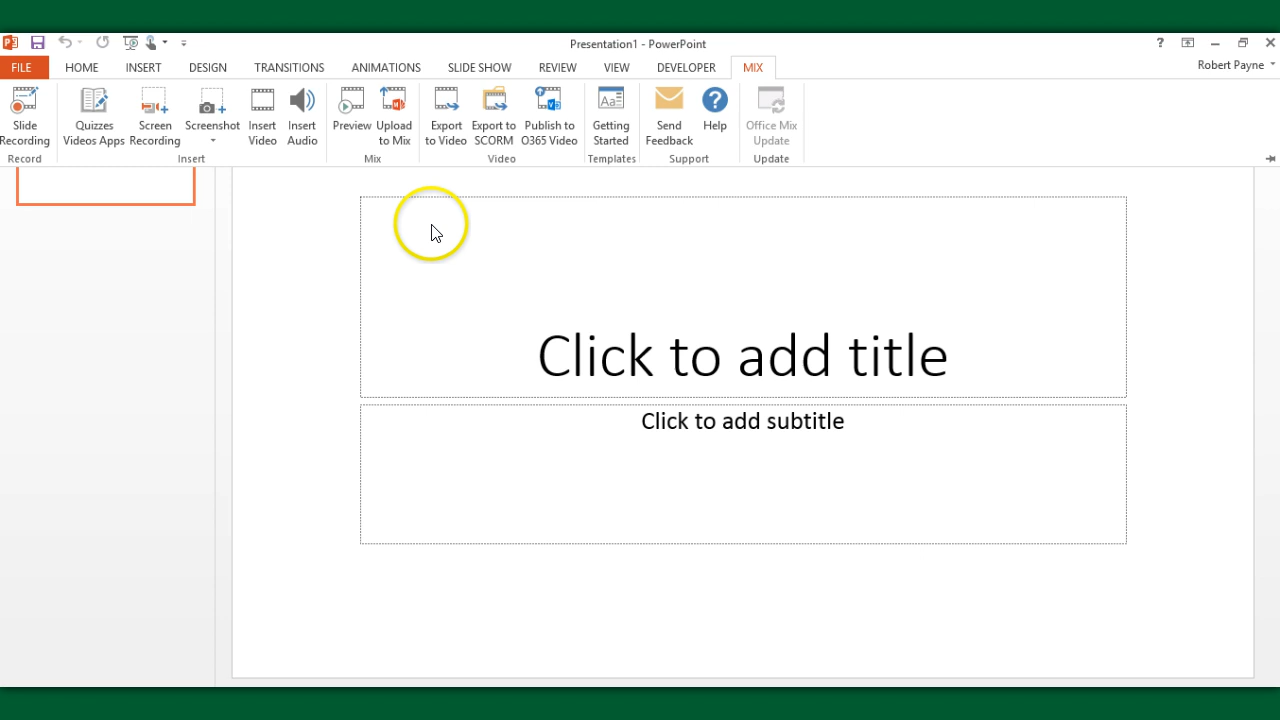 Presentation1 - PowerPoint
?
FILE HOME INSERT DESIGN TRANSITIONS ANIMATIONS SLIDE SHOW REVIEW VIEW DEVELOPER MIX Robert Payne
Slide Recording
Quizzes Videos Apps
Screen Recording
Screenshot
Insert Video
Insert Audio
Preview
Upload to Mix
Export to Video
Export to SCORM
Publish to O365 Video
Getting Started
Send Feedback
Help
Office Mix Update
Record Insert Mix Video Templates Support Update
Click to add title
Click to add subtitle